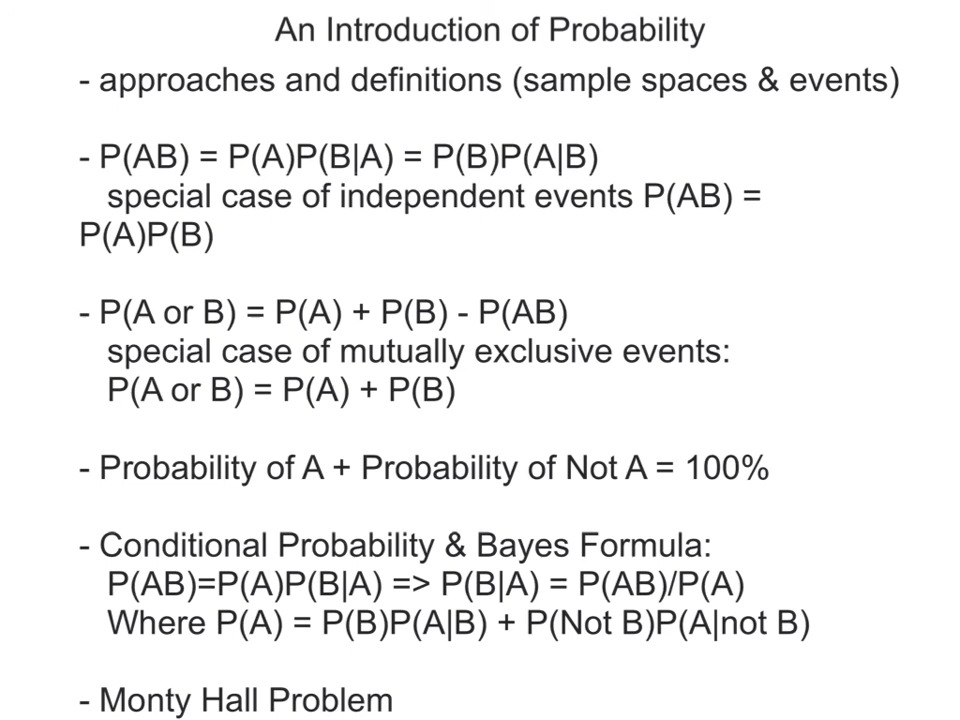 An Introduction of Probability
- approaches and definitions (sample spaces & events)
- P(AB) = P(A)P(B|A) = P(B)P(A|B)
special case of independent events P(AB) =
P(A)P(B)
- P(A or B) = P(A) + P(B) - P(AB)
special case of mutually exclusive events:
P(A or B) = P(A) + P(B)
- Probability of A + Probability of Not A = 100%
- Conditional Probability & Bayes Formula:
P(AB)=P(A)P(B|A) => P(B|A) = P(AB)/P(A)
Where P(A) = P(B)P(A|B) + P(Not B)P(A|not B)
- Monty Hall Problem